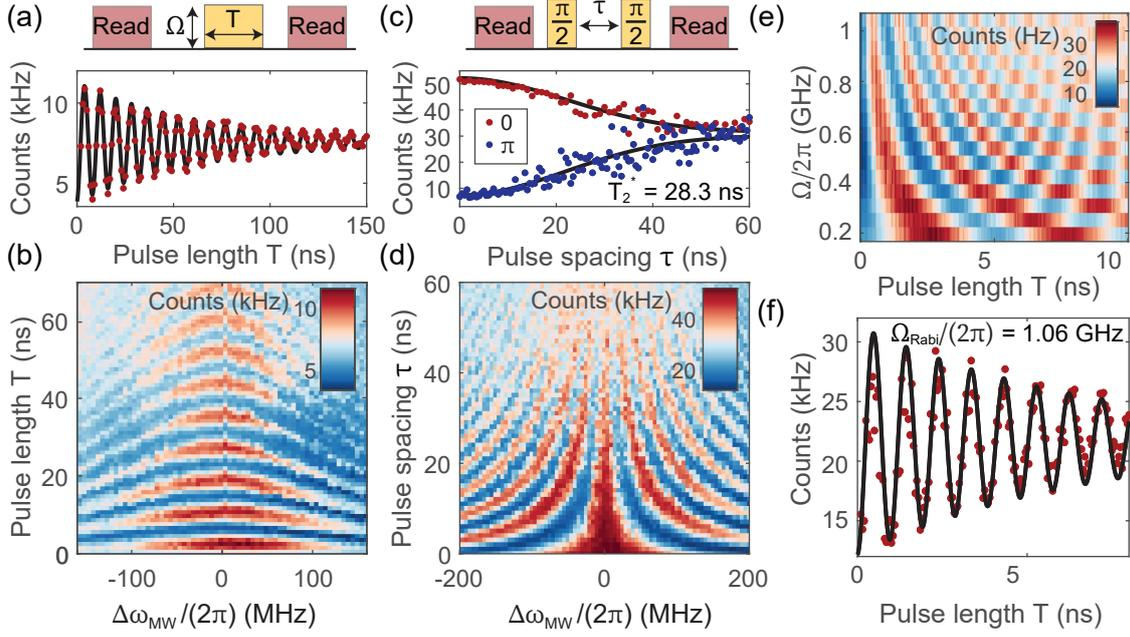 (a)
Read
Ω
T
Read
Counts (kHz)
10
5
0
50
100
150
Pulse length T (ns)
(b)
Counts (kHz)
10
5
Pulse length T (ns)
60
40
20
0
-100
0
100
Δω_MW/(2π) (MHz)
(c)
Read
π/2
τ
π/2
Read
Counts (kHz)
50
40
30
20
10
0
π
T₂* = 28.3 ns
0
20
40
60
Pulse spacing τ (ns)
(d)
Counts (kHz)
40
20
Pulse spacing τ (ns)
60
40
20
0
-200
0
200
Δω_MW/(2π) (MHz)
(e)
Counts (Hz)
30
20
10
Ω/2π (GHz)
1
0.8
0.6
0.4
0.2
0
5
10
Pulse length T (ns)
(f)
Ω_Rabi/(2π) = 1.06 GHz
Counts (kHz)
30
25
20
15
0
5
Pulse length T (ns)